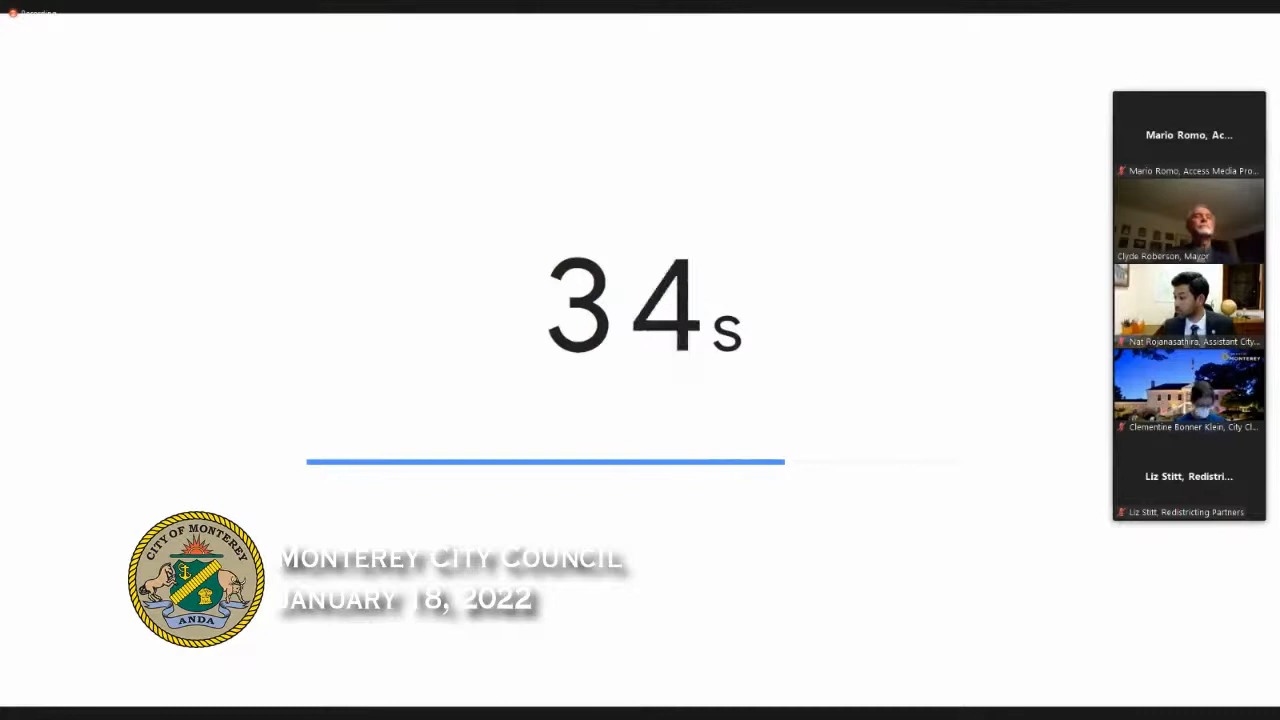 Recording
34s
Mario Romo, Ac...
Mario Romo, Access Media Pro...
Clyde Roberson, Mayor
Nat Rojanasathira, Assistant City...
MONTEREY
Clementine Bonner Klein, City Cl...
Liz Stitt, Redistri...
Liz Stitt, Redistricting Partners
CITY OF MONTEREY
ANDA
MONTEREY CITY COUNCIL
JANUARY 18, 2022